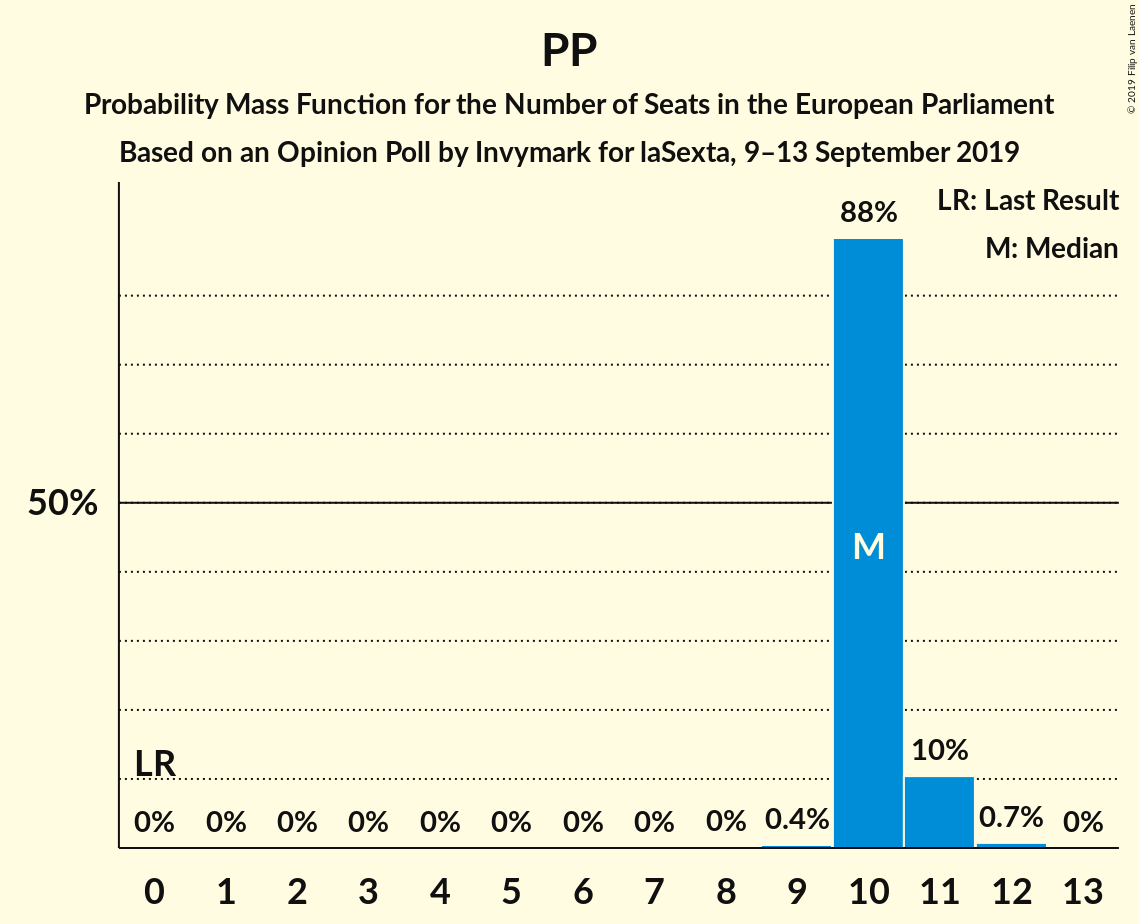 PP
Probability Mass Function for the Number of Seats in the European Parliament
Based on an Opinion Poll by Invymark for laSexta, 9–13 September 2019
© 2019 Filip van Laenen
LR: Last Result
M: Median
88%
50%
M
LR
10%
0% 0% 0% 0% 0% 0% 0% 0% 0% 0.4% 0.7% 0%
0 1 2 3 4 5 6 7 8 9 10 11 12 13